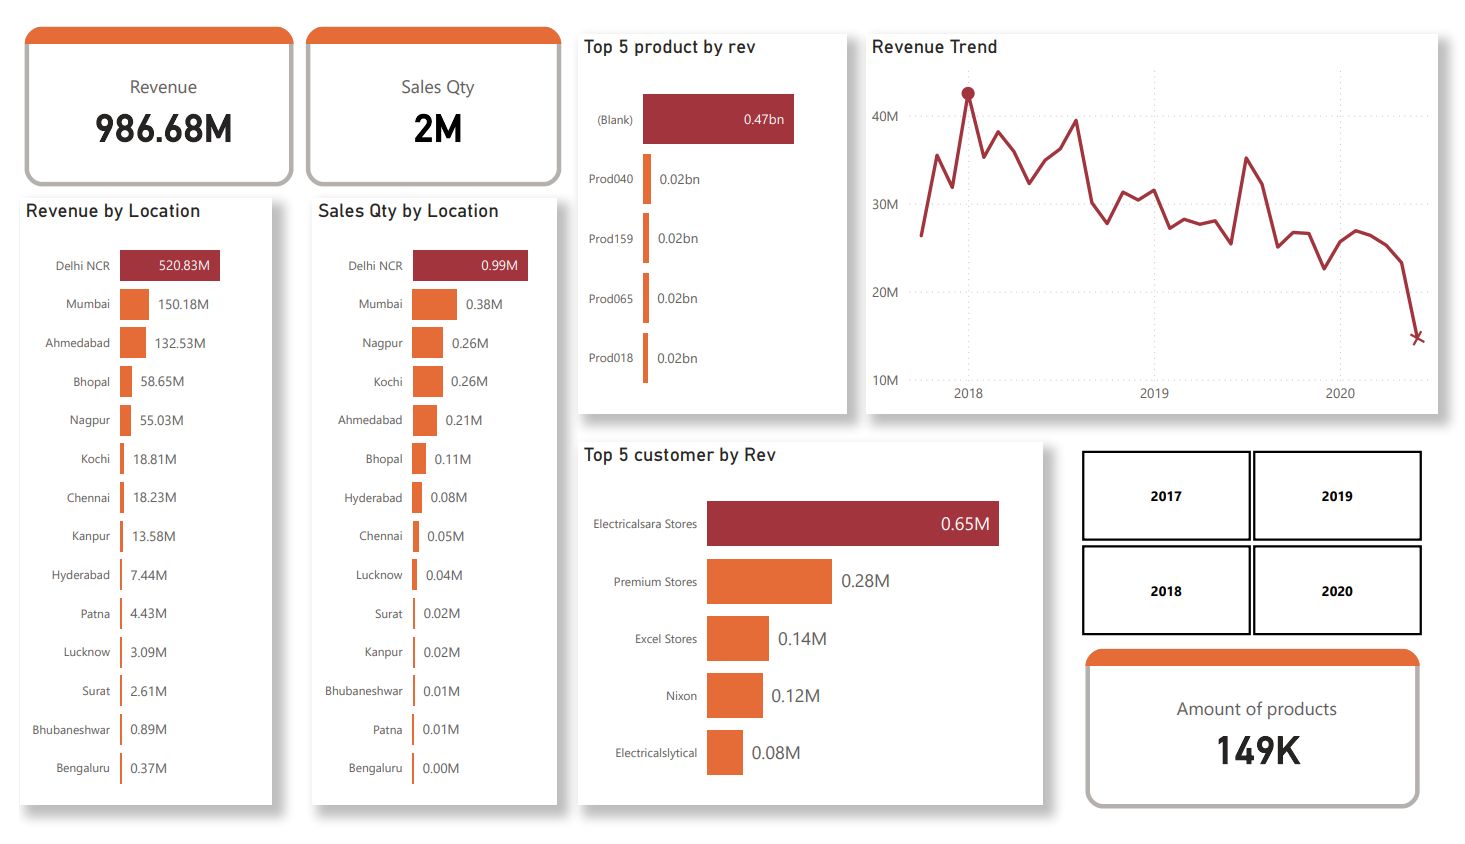 Revenue
986.68M
Sales Qty
2M
Top 5 product by rev
(Blank) 0.47bn
Prod040 0.02bn
Prod159 0.02bn
Prod065 0.02bn
Prod018 0.02bn
Revenue Trend
40M
30M
20M
10M
2018 2019 2020
Revenue by Location
Delhi NCR 520.83M
Mumbai 150.18M
Ahmedabad 132.53M
Bhopal 58.65M
Nagpur 55.03M
Kochi 18.81M
Chennai 18.23M
Kanpur 13.58M
Hyderabad 7.44M
Patna 4.43M
Lucknow 3.09M
Surat 2.61M
Bhubaneshwar 0.89M
Bengaluru 0.37M
Sales Qty by Location
Delhi NCR 0.99M
Mumbai 0.38M
Nagpur 0.26M
Kochi 0.26M
Ahmedabad 0.21M
Bhopal 0.11M
Hyderabad 0.08M
Chennai 0.05M
Lucknow 0.04M
Surat 0.02M
Kanpur 0.02M
Bhubaneshwar 0.01M
Patna 0.01M
Bengaluru 0.00M
Top 5 customer by Rev
Electricalsara Stores 0.65M
Premium Stores 0.28M
Excel Stores 0.14M
Nixon 0.12M
Electricalslytical 0.08M
2017 2019
2018 2020
Amount of products
149K